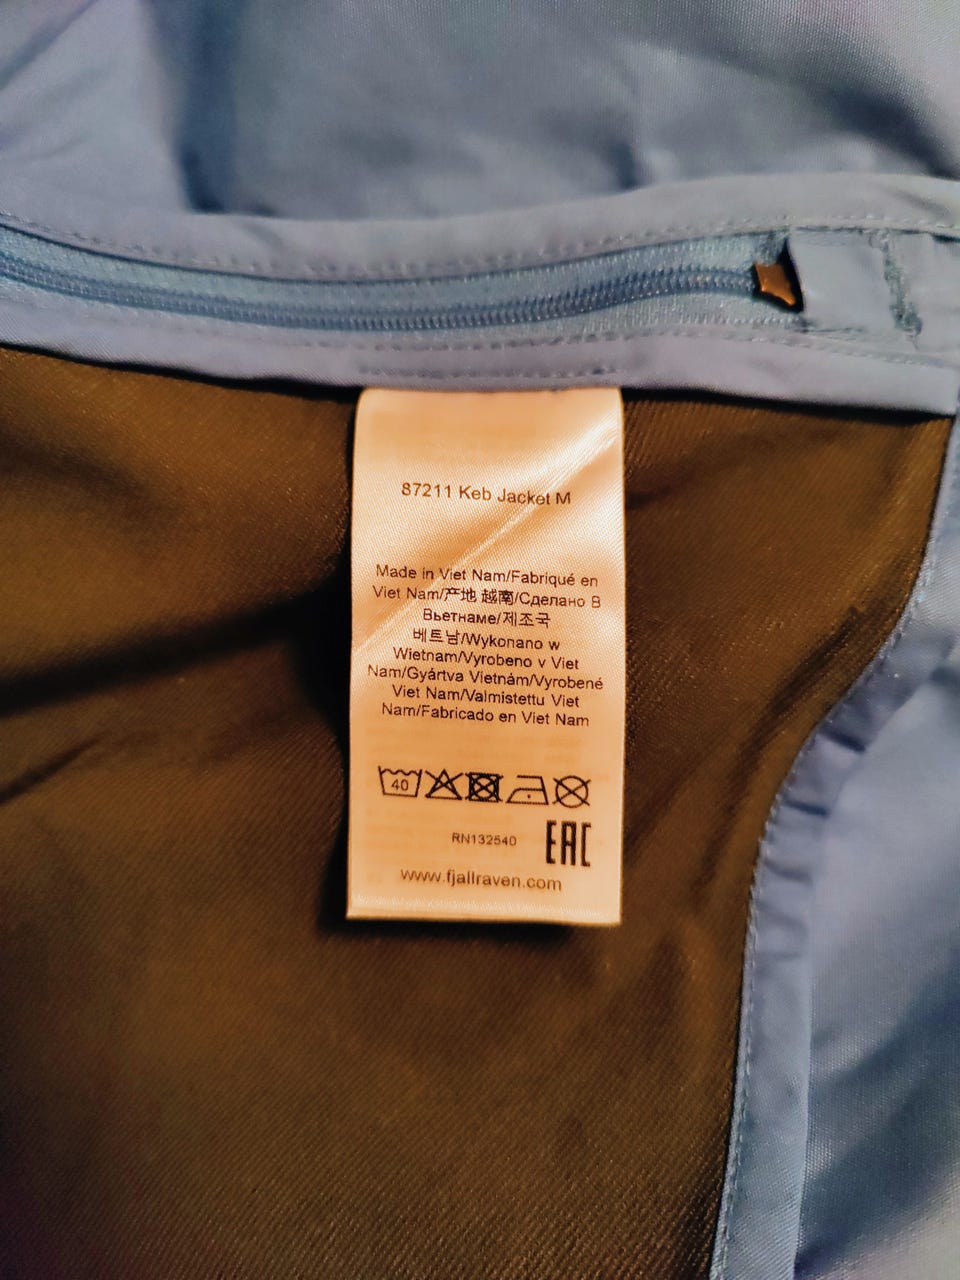 87211 Keb Jacket M
Made in Viet Nam/Fabriqué en
Viet Nam/产地 越南/Сделано В
Вьетнаме/제조국
베트남/Wykonano w
Wietnam/Vyrobeno v Viet
Nam/Gyártva Vietnám/Vyrobené
Viet Nam/Valmistettu Viet
Nam/Fabricado en Viet Nam
40
RN132540 EAC
www.fjallraven.com